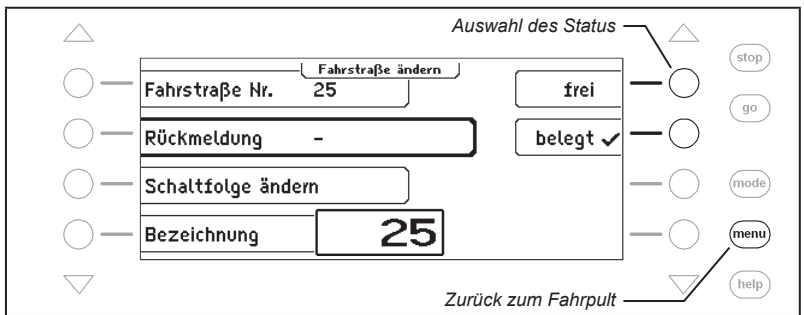 Auswahl des Status
stop
Fahrstraße ändern
Fahrstraße Nr. 25
frei
go
Rückmeldung -
belegt ✓
Schaltfolge ändern
mode
Bezeichnung 25
menu
help
Zurück zum Fahrpult